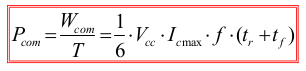 P_com = W_com / T = 1/6 · V_cc · I_cmax · f · (t_r + t_f)